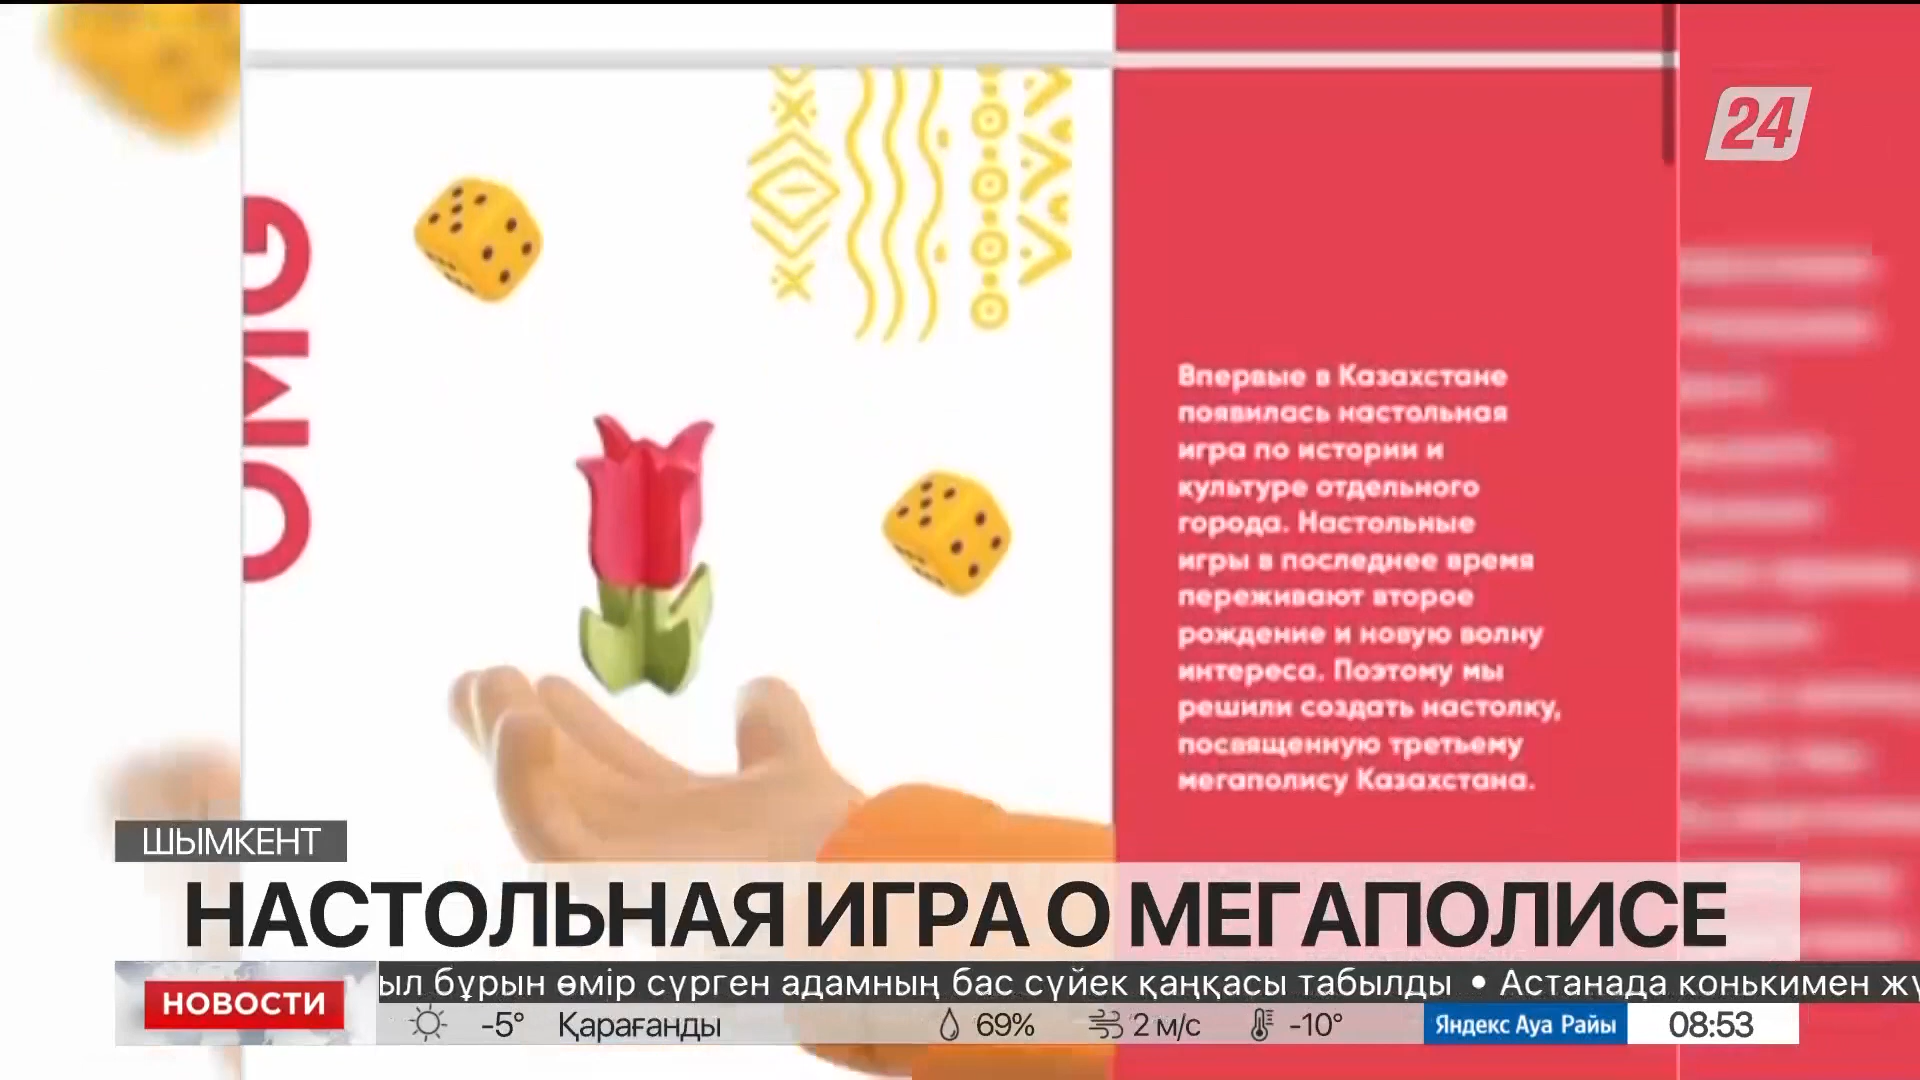 24
OMG
Впервые в Казахстане
появилась настольная
игра по истории и
культуре отдельного
города. Настольные
игры в последнее время
переживают второе
рождение и новую волну
интереса. Поэтому мы
решили создать настолку,
посвященную третьему
мегаполису Казахстана.
ШЫМКЕНТ
НАСТОЛЬНАЯ ИГРА О МЕГАПОЛИСЕ
НОВОСТИ
ыл бұрын өмір сүрген адамның бас сүйек қаңқасы табылды • Астанада конькимен жү
-5° Қарағанды 69% 2 м/с -10° Яндекс Ауа Райы 08:53